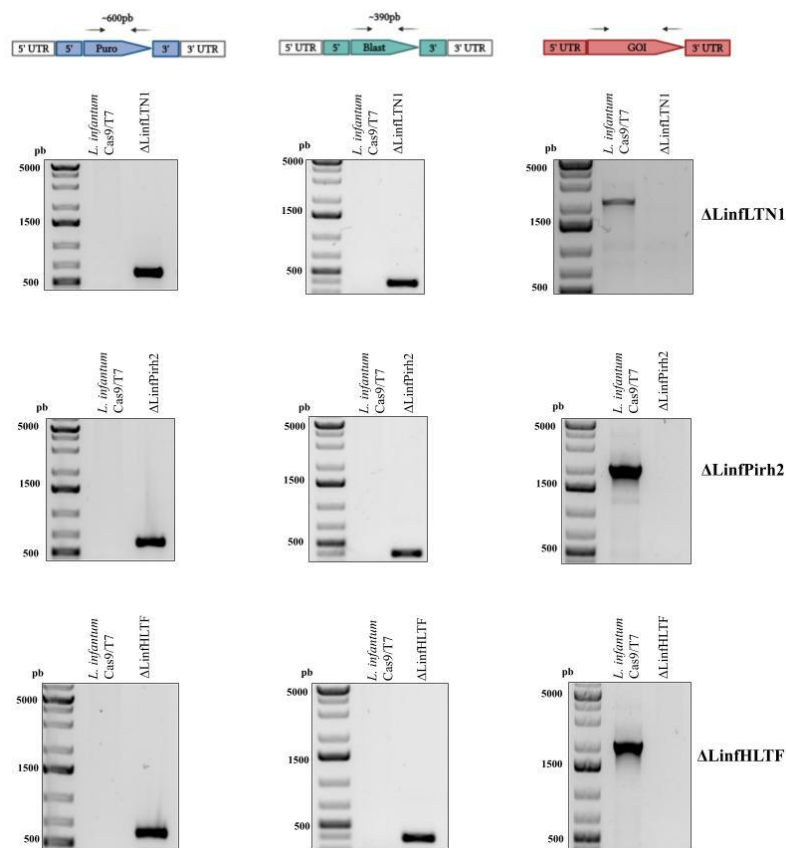 ~600pb
5' UTR 5' Puro 3' 3' UTR
~390pb
5' UTR 5' Blast 3' 3' UTR
5' UTR GOI 3' UTR
L. infantum
Cas9/T7
ΔLinfLTN1
pb
5000
1500
500
L. infantum
Cas9/T7
ΔLinfLTN1
pb
5000
1500
500
L. infantum
Cas9/T7
ΔLinfLTN1
pb
5000
1500
500
ΔLinfLTN1
L. infantum
Cas9/T7
ΔLinfPirh2
pb
5000
1500
500
L. infantum
Cas9/T7
ΔLinfPirh2
pb
5000
1500
500
L. infantum
Cas9/T7
ΔLinfPirh2
pb
5000
1500
500
ΔLinfPirh2
L. infantum
Cas9/T7
ΔLinfHLTF
pb
5000
1500
500
L. infantum
Cas9/T7
ΔLinfHLTF
pb
5000
1500
500
L. infantum
Cas9/T7
ΔLinfHLTF
pb
5000
1500
500
ΔLinfHLTF